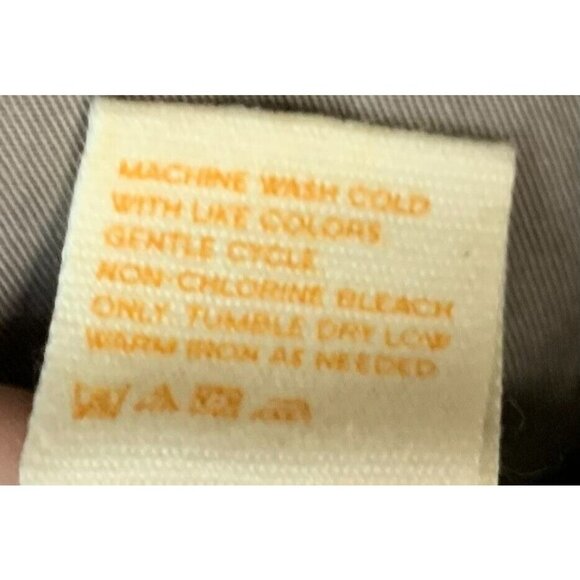 MACHINE WASH COLD
WITH LIKE COLORS
GENTLE CYCLE
NON-CHLORINE BLEACH
ONLY. TUMBLE DRY LOW
WARM IRON AS NEEDED